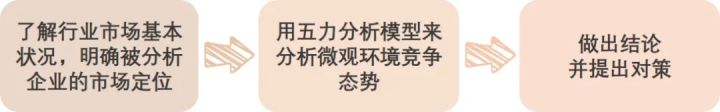 了解行业市场基本
状况，明确被分析
企业的市场定位
用五力分析模型来
分析微观环境竞争
态势
做出结论
并提出对策